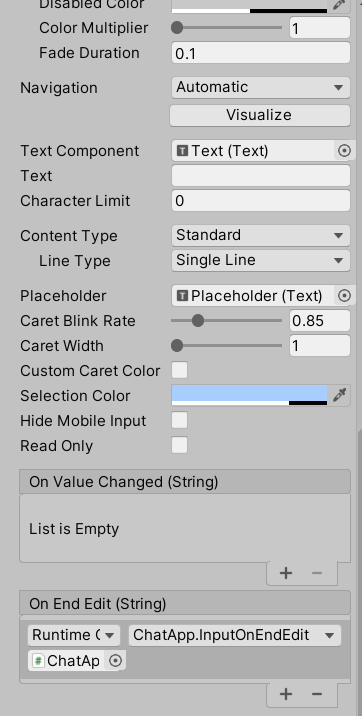 Disabled Color
Color Multiplier 1
Fade Duration 0.1
Navigation Automatic
Visualize
Text Component Text (Text)
Text
Character Limit 0
Content Type Standard
Line Type Single Line
Placeholder Placeholder (Text)
Caret Blink Rate 0.85
Caret Width 1
Custom Caret Color
Selection Color
Hide Mobile Input
Read Only
On Value Changed (String)
List is Empty
+ −
On End Edit (String)
Runtime ChatApp.InputOnEndEdit
# ChatAp
+ −